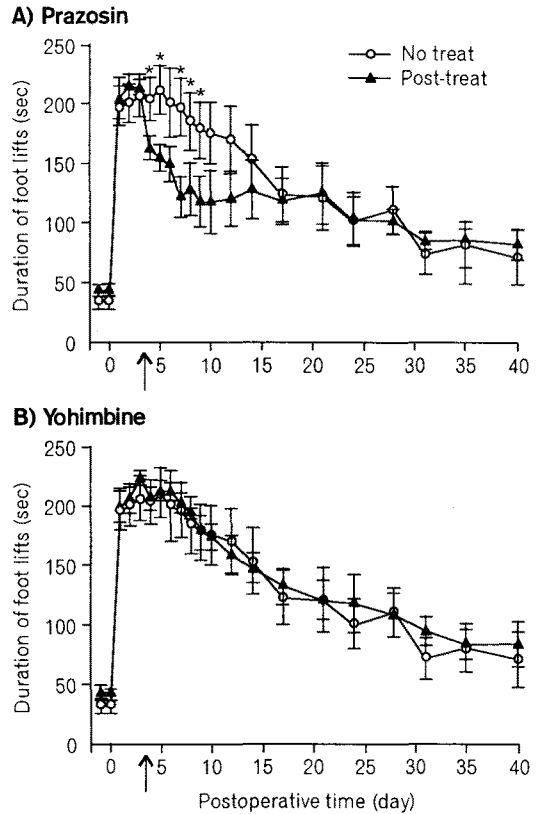 A) Prazosin
250
200
150
100
50
0
Duration of foot lifts (sec)
No treat
Post-treat
* * * * *
0 5 10 15 20 25 30 35 40
B) Yohimbine
250
200
150
100
50
0
Duration of foot lifts (sec)
0 5 10 15 20 25 30 35 40
Postoperative time (day)